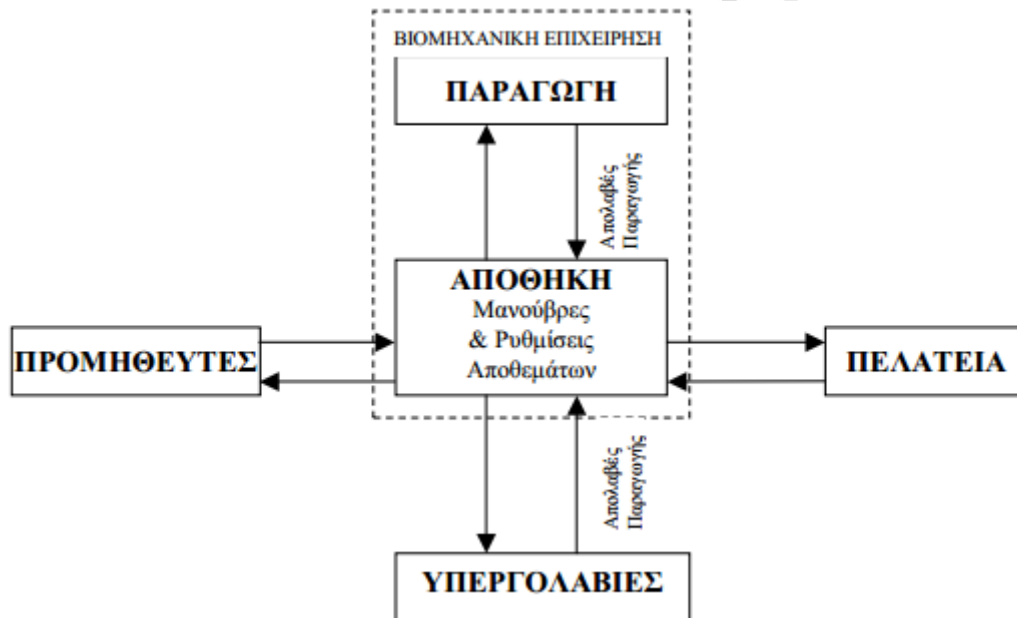 ΒΙΟΜΗΧΑΝΙΚΗ ΕΠΙΧΕΙΡΗΣΗ
ΠΑΡΑΓΩΓΗ
Απολαβές
Παραγωγής
ΑΠΟΘΗΚΗ
Μανούβρες
& Ρυθμίσεις
Αποθεμάτων
ΠΡΟΜΗΘΕΥΤΕΣ
ΠΕΛΑΤΕΙΑ
Απολαβές
Παραγωγής
ΥΠΕΡΓΟΛΑΒΙΕΣ